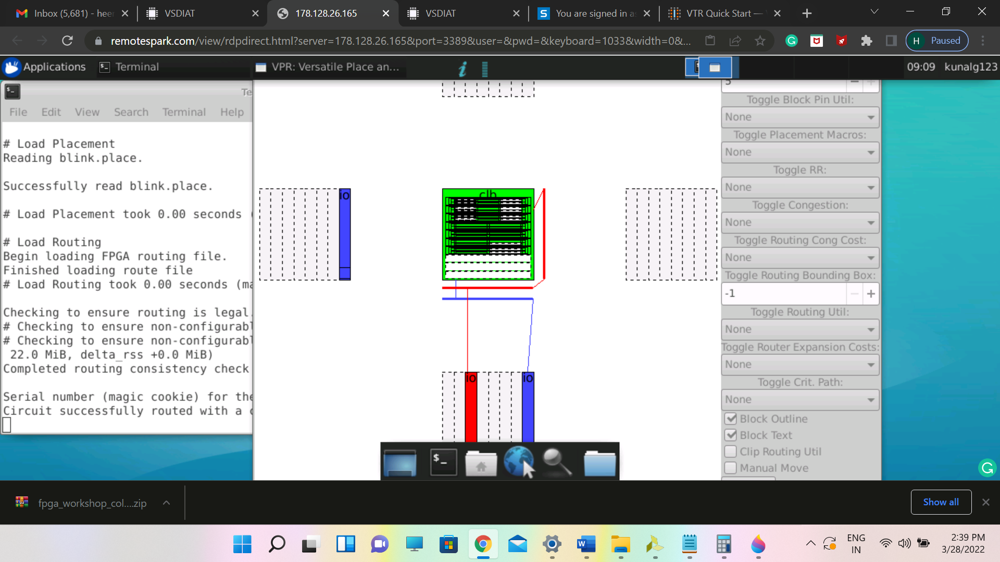 Inbox (5,681) - heer
VSDIAT
178.128.26.165
VSDIAT
You are signed in as
VTR Quick Start —
remotespark.com/view/rdpdirect.html?server=178.128.26.165&port=3389&user=&pwd=&keyboard=1033&width=0&...
H Paused
Applications
Terminal
VPR: Versatile Place an...
09:09 kunalg123
Te
File Edit View Search Terminal Help
# Load Placement
Reading blink.place.
Successfully read blink.place.
# Load Placement took 0.00 seconds (
# Load Routing
Begin loading FPGA routing file.
Finished loading route file
# Load Routing took 0.00 seconds (ma
Checking to ensure routing is legal.
# Checking to ensure non-configurabl
# Checking to ensure non-configurabl
22.0 MiB, delta_rss +0.0 MiB)
Completed routing consistency check
Serial number (magic cookie) for the
Circuit successfully routed with a c
io
clb
io
io
5
Toggle Block Pin Util:
None
Toggle Placement Macros:
None
Toggle RR:
None
Toggle Congestion:
None
Toggle Routing Cong Cost:
None
Toggle Routing Bounding Box:
-1
Toggle Routing Util:
None
Toggle Router Expansion Costs:
None
Toggle Crit. Path:
None
Block Outline
Block Text
Clip Routing Util
Manual Move
fpga_workshop_col....zip
Show all
ENG
IN
2:39 PM
3/28/2022